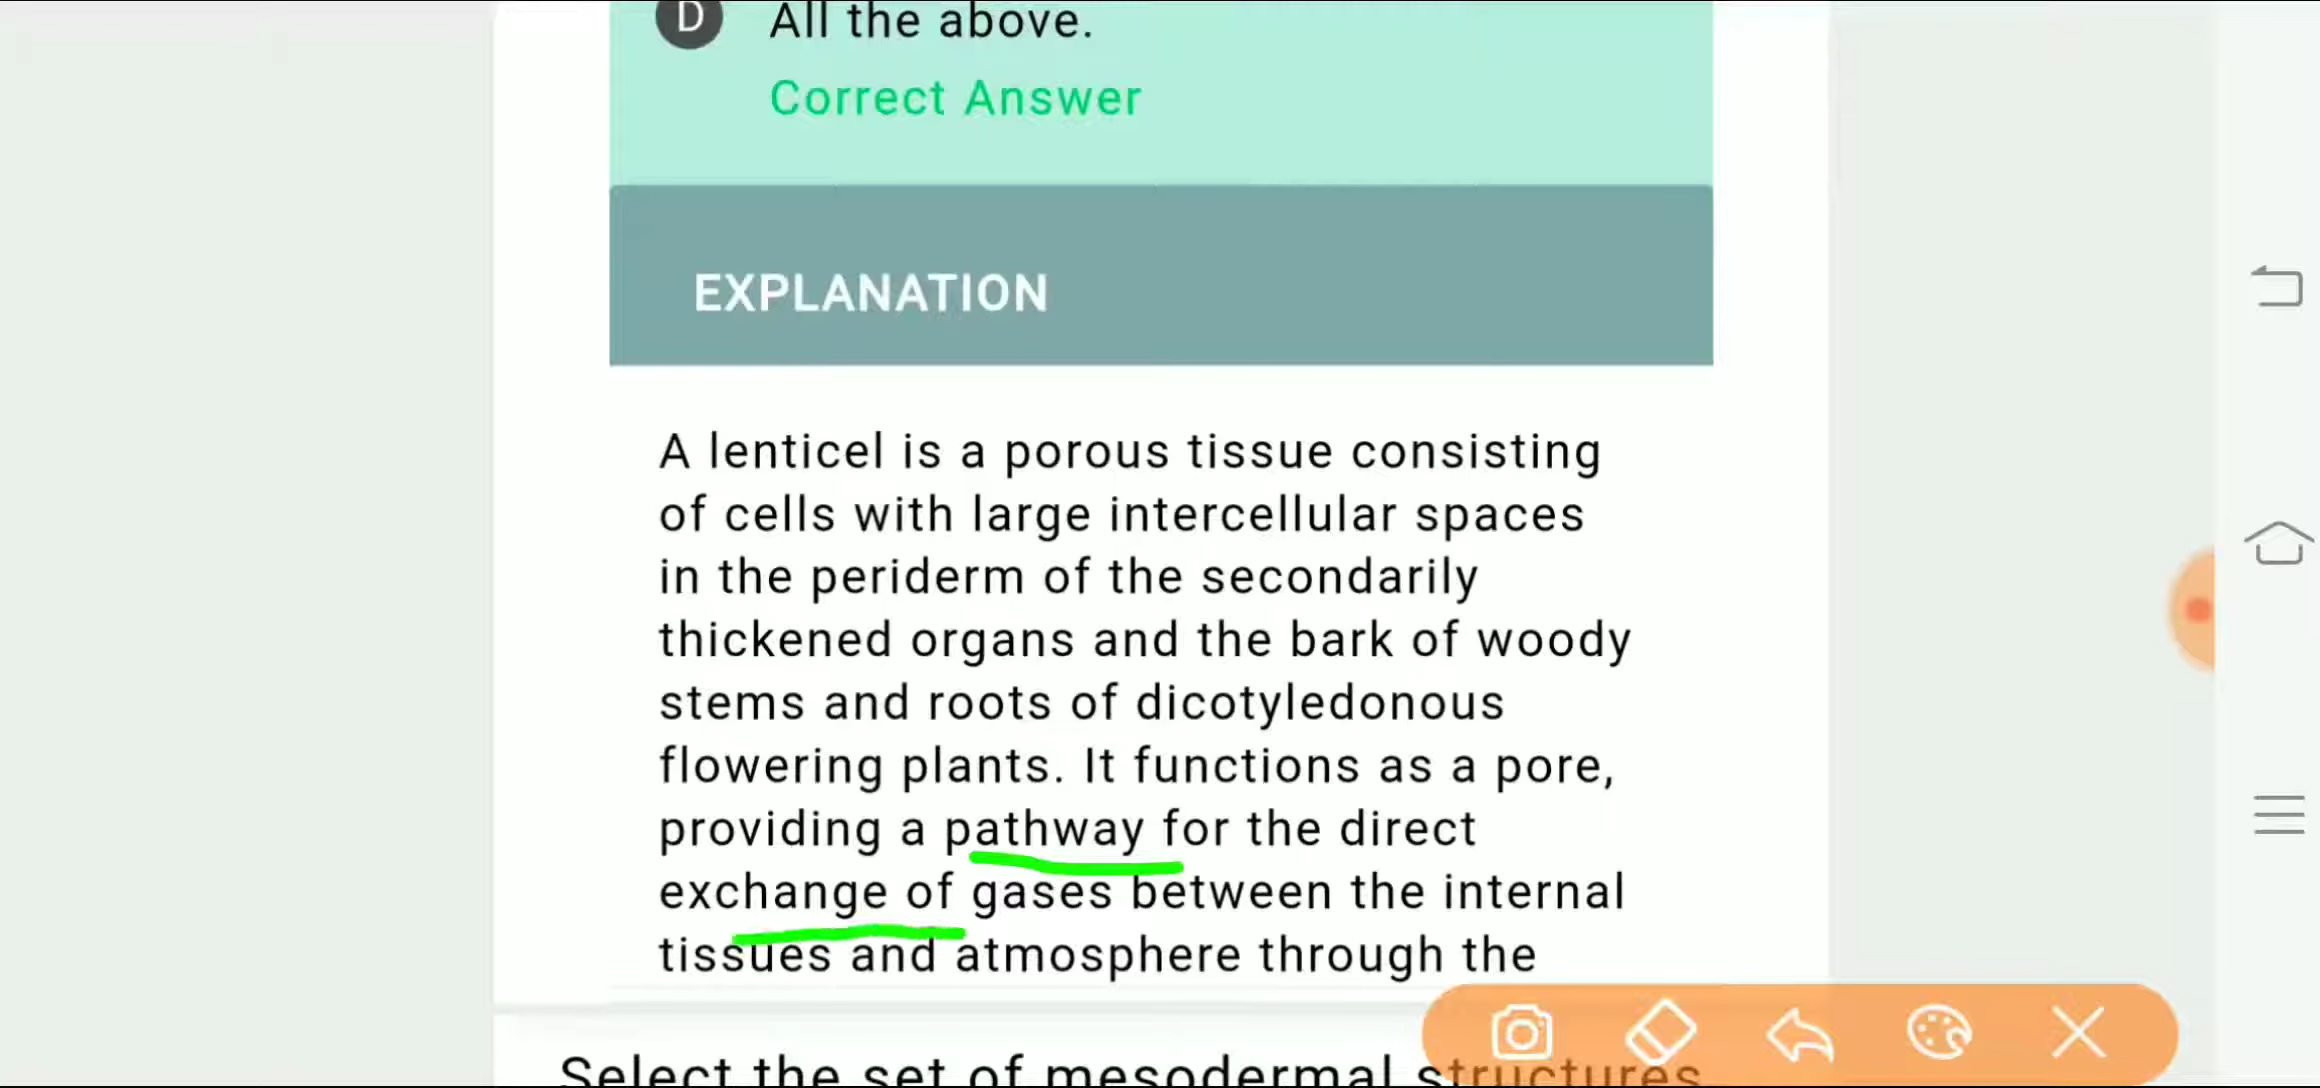 D All the above.
Correct Answer
EXPLANATION
A lenticel is a porous tissue consisting
of cells with large intercellular spaces
in the periderm of the secondarily
thickened organs and the bark of woody
stems and roots of dicotyledonous
flowering plants. It functions as a pore,
providing a pathway for the direct
exchange of gases between the internal
tissues and atmosphere through the
Select the set of mesodermal structures